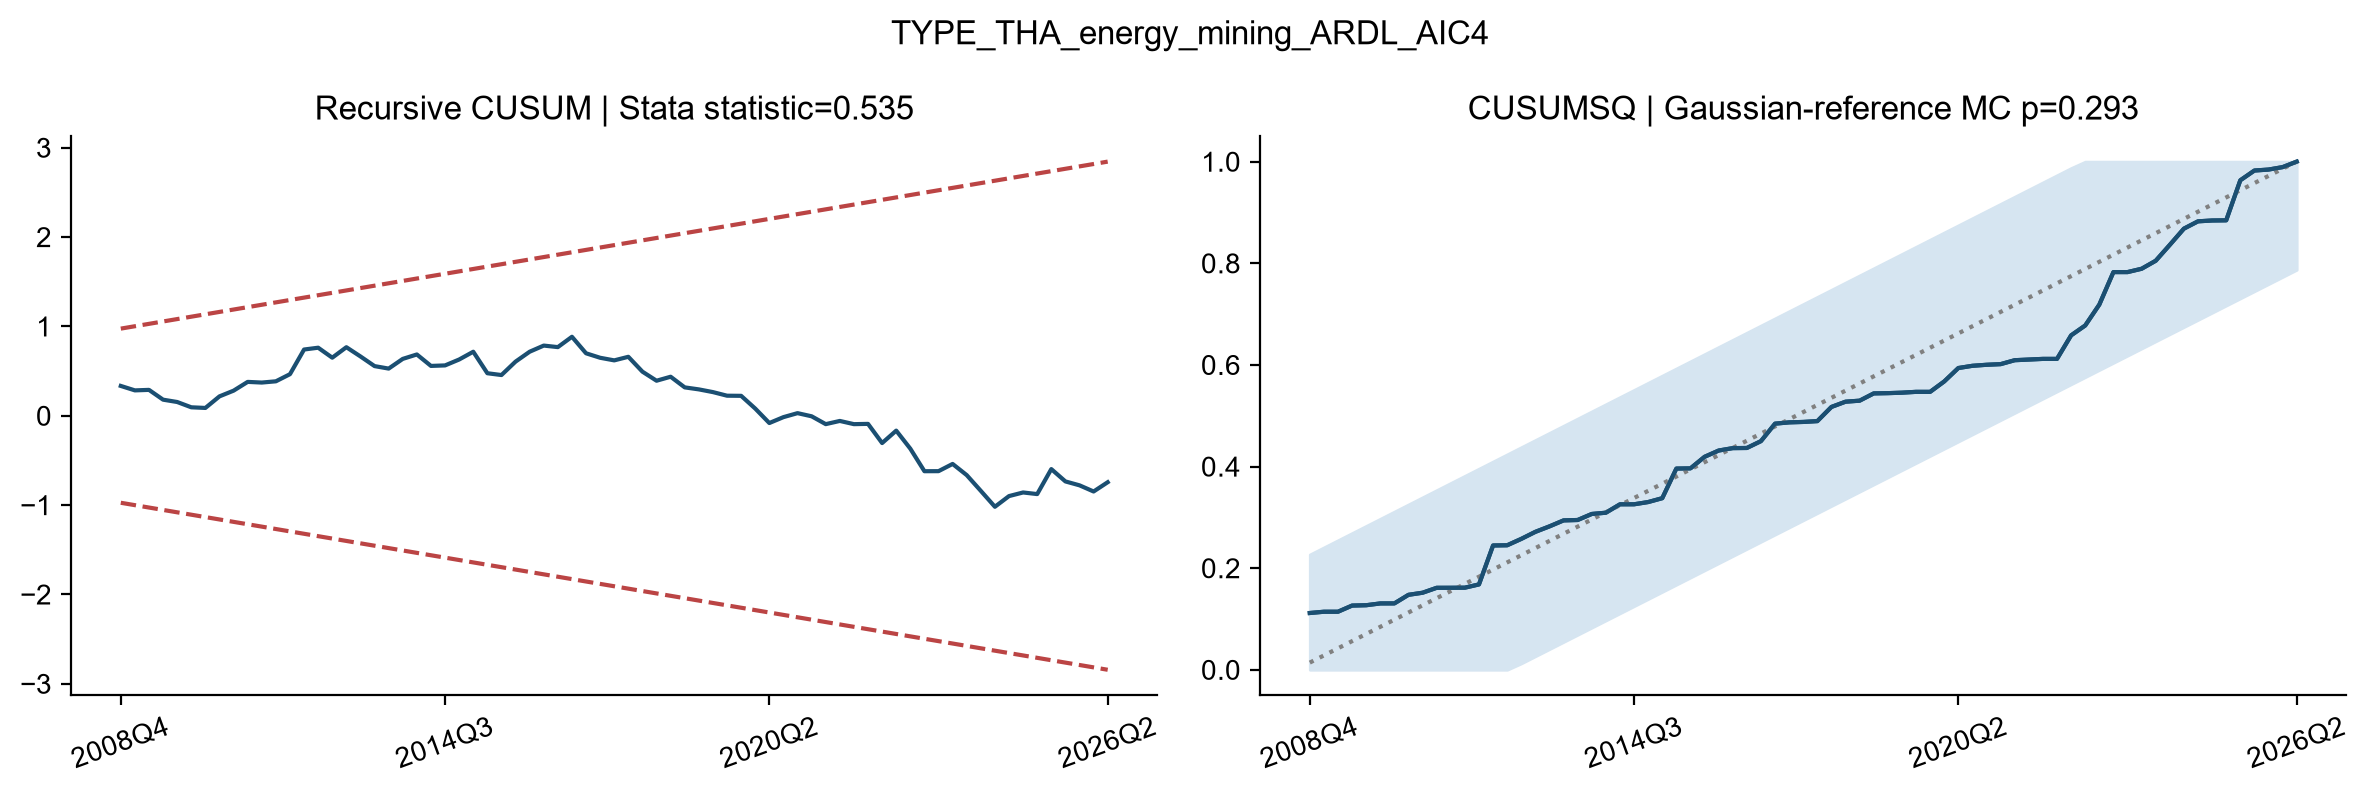 TYPE_THA_energy_mining_ARDL_AIC4
Recursive CUSUM | Stata statistic=0.535
3
2
1
0
−1
−2
−3
2008Q4
2014Q3
2020Q2
2026Q2
CUSUMSQ | Gaussian-reference MC p=0.293
1.0
0.8
0.6
0.4
0.2
0.0
2008Q4
2014Q3
2020Q2
2026Q2